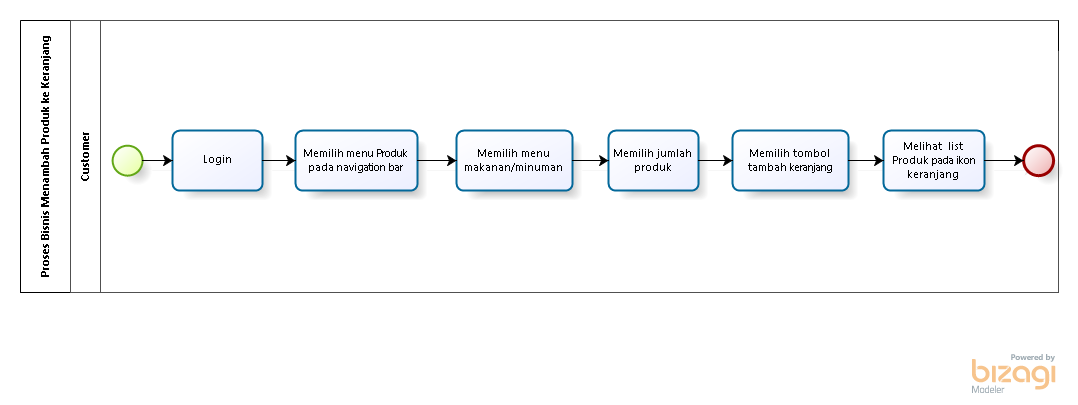 Proses Bisnis Menambah Produk ke Keranjang
Customer
Login
Memilih menu Produk
pada navigation bar
Memilih menu
makanan/minuman
Memilih jumlah
produk
Memilih tombol
tambah keranjang
Melihat list
Produk pada ikon
keranjang
Powered by
bizagi
Modeler